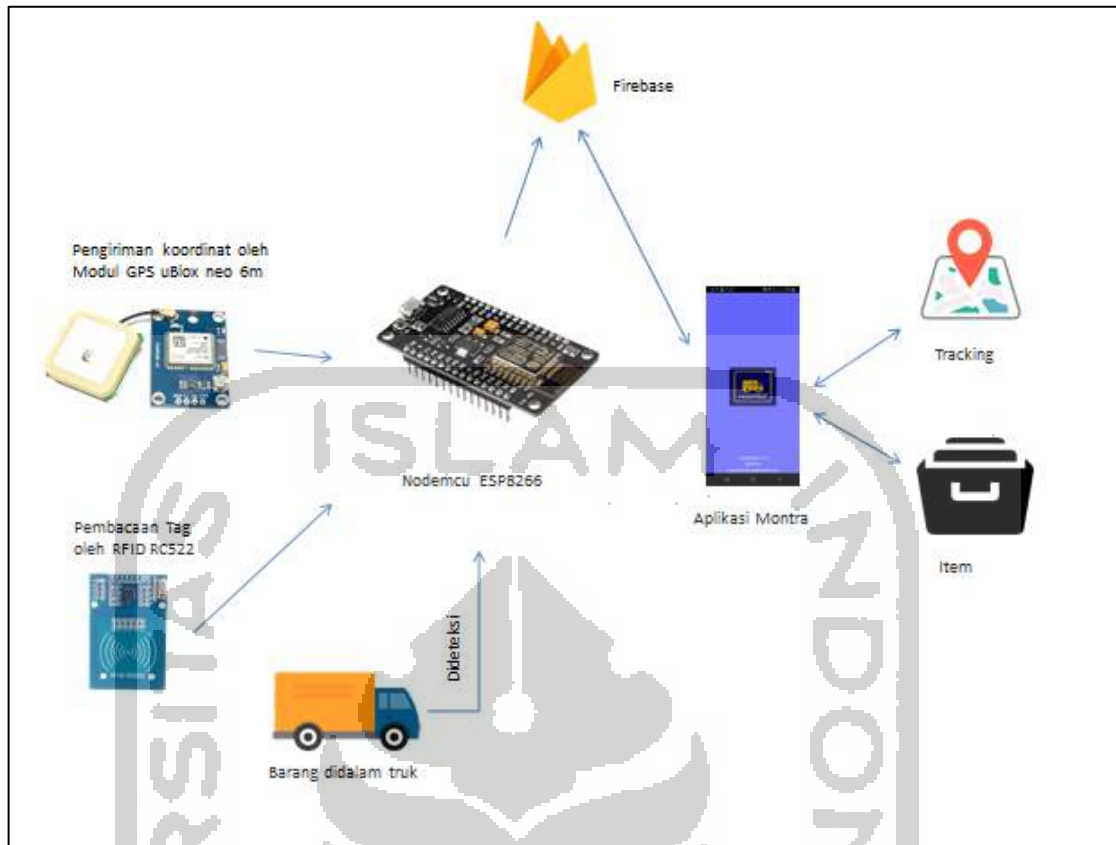 Firebase
Pengiriman koordinat oleh
Modul GPS uBlox neo 6m
Nodemcu ESP8266
Tracking
Aplikasi Montra
Pembacaan Tag
oleh RFID RC522
Item
Dideteksi
Barang didalam truk
ISLAM